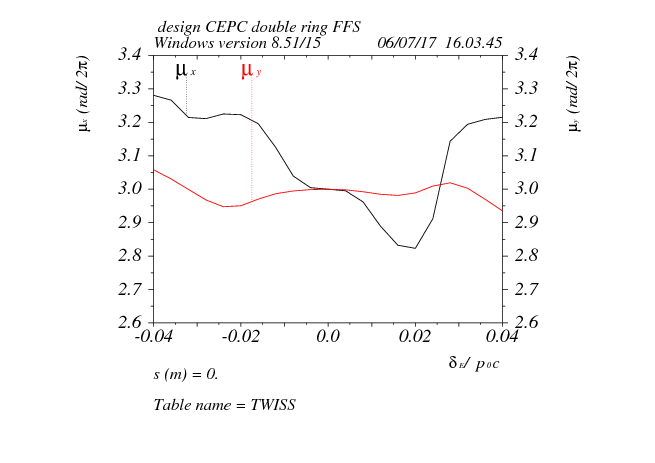 design CEPC double ring FFS
Windows version 8.51/15 06/07/17 16.03.45
3.4 3.4
μx μy
3.3 3.3
μx (rad/ 2π) μy (rad/ 2π)
3.2 3.2
3.1 3.1
3.0 3.0
2.9 2.9
2.8 2.8
2.7 2.7
2.6 2.6
-0.04 -0.02 0.0 0.02 0.04
δE/ p0c
s (m) = 0.
Table name = TWISS